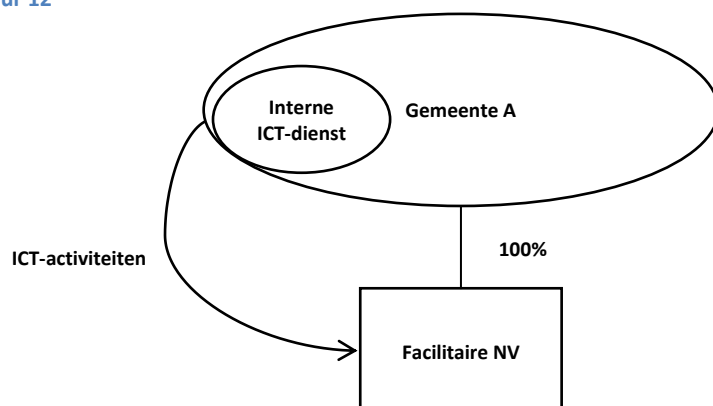 ur 12
Interne
ICT-dienst
Gemeente A
ICT-activiteiten
100%
Facilitaire NV